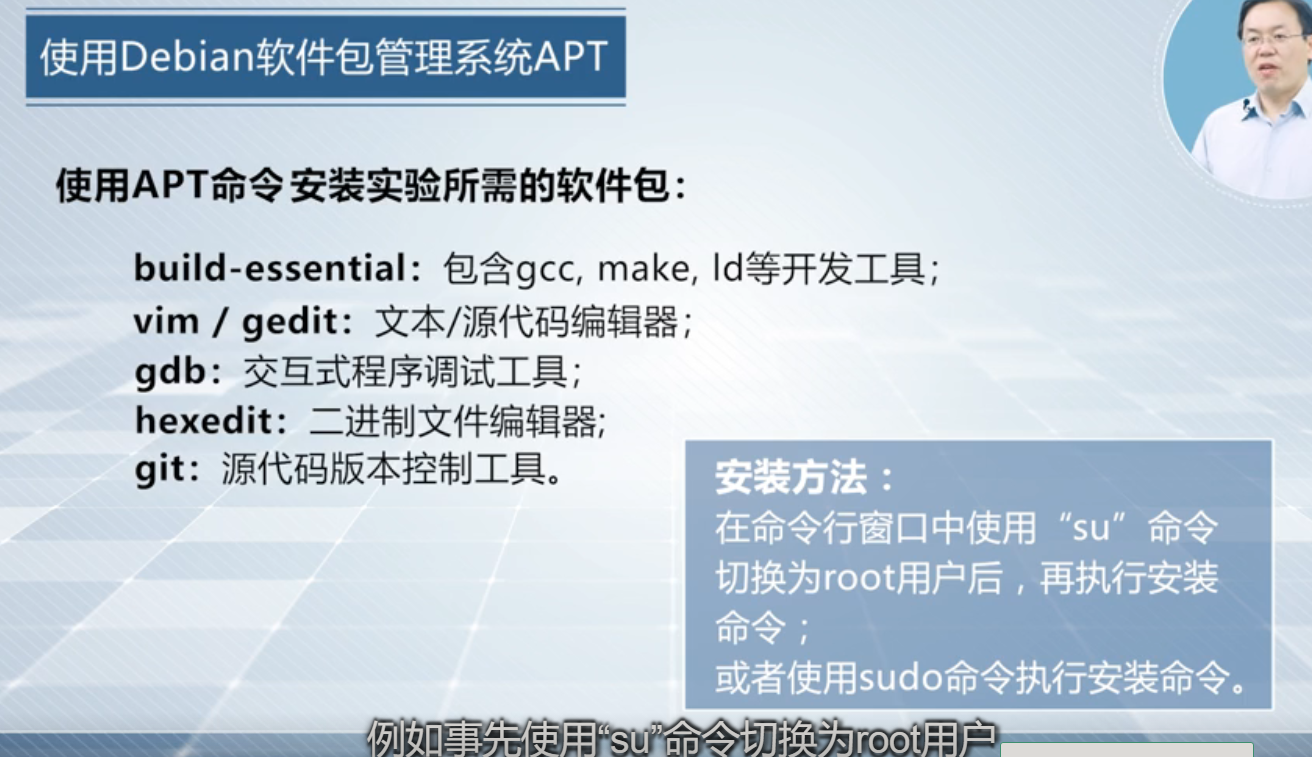 使用Debian软件包管理系统APT
使用APT命令安装实验所需的软件包：
build-essential：包含gcc, make, ld等开发工具；
vim / gedit：文本/源代码编辑器；
gdb：交互式程序调试工具；
hexedit：二进制文件编辑器;
git：源代码版本控制工具。
安装方法：
在命令行窗口中使用“su”命令
切换为root用户后，再执行安装
命令；
或者使用sudo命令执行安装命令。
例如事先使用“su”命令切换为root用户